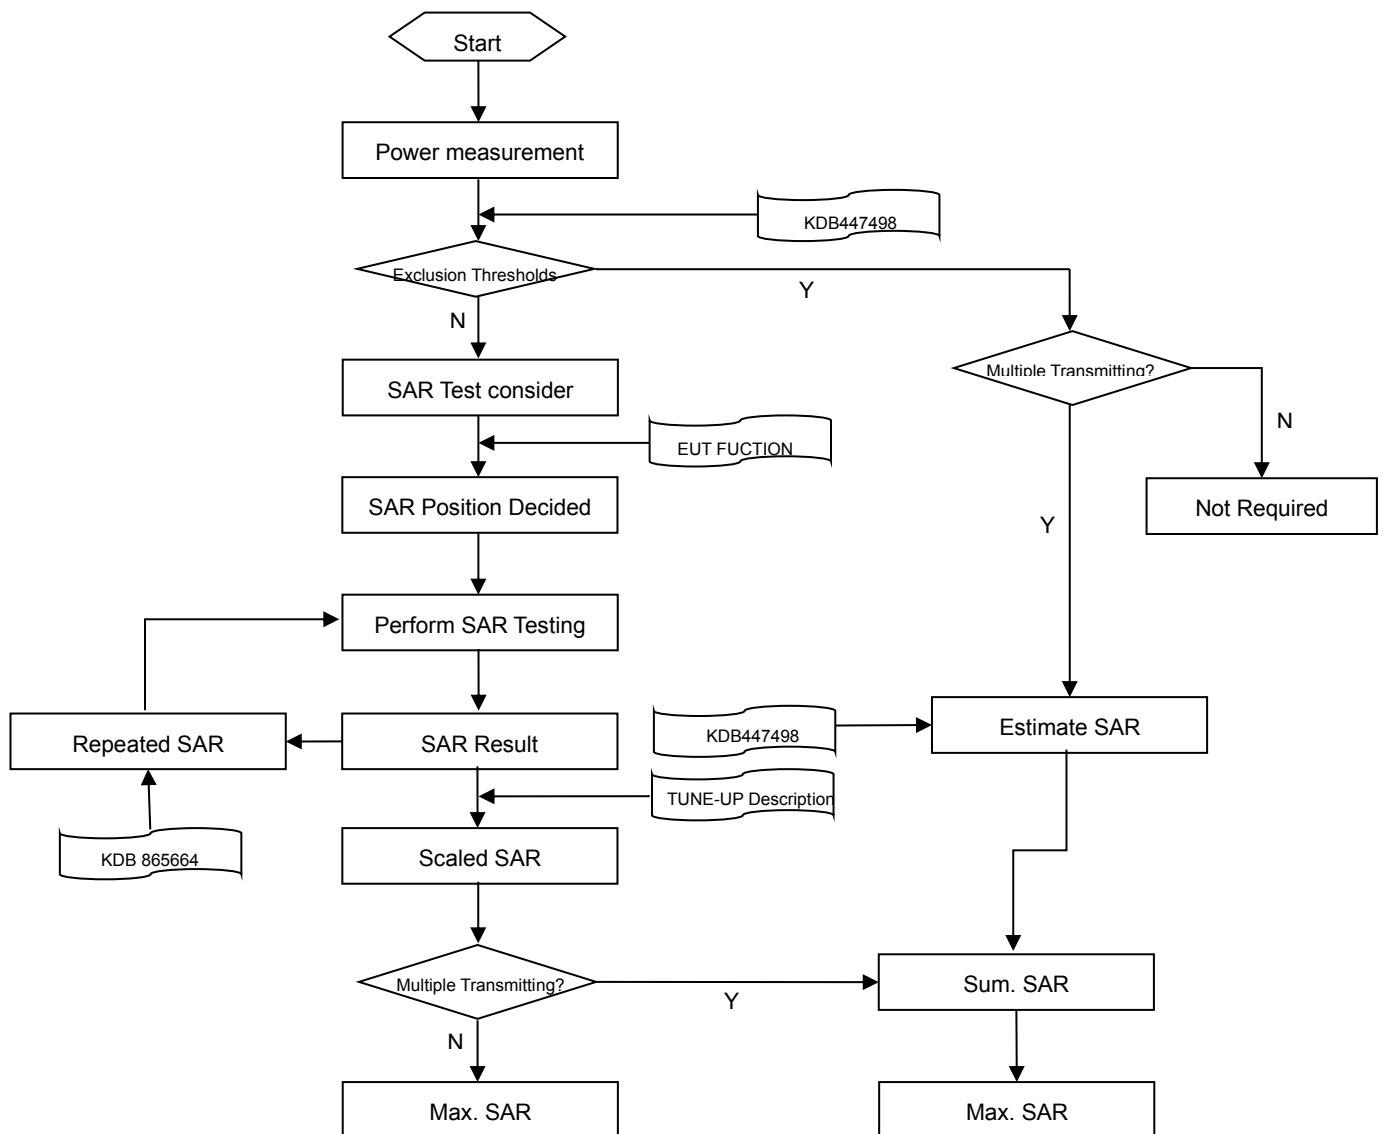 Start
Power measurement
KDB447498
Exclusion Thresholds
Y
N
Multiple Transmitting?
SAR Test consider
N
EUT FUCTION
SAR Position Decided
Not Required
Y
Perform SAR Testing
Repeated SAR
SAR Result
KDB447498
Estimate SAR
TUNE-UP Description
KDB 865664
Scaled SAR
Multiple Transmitting?
Y
Sum. SAR
N
Max. SAR
Max. SAR